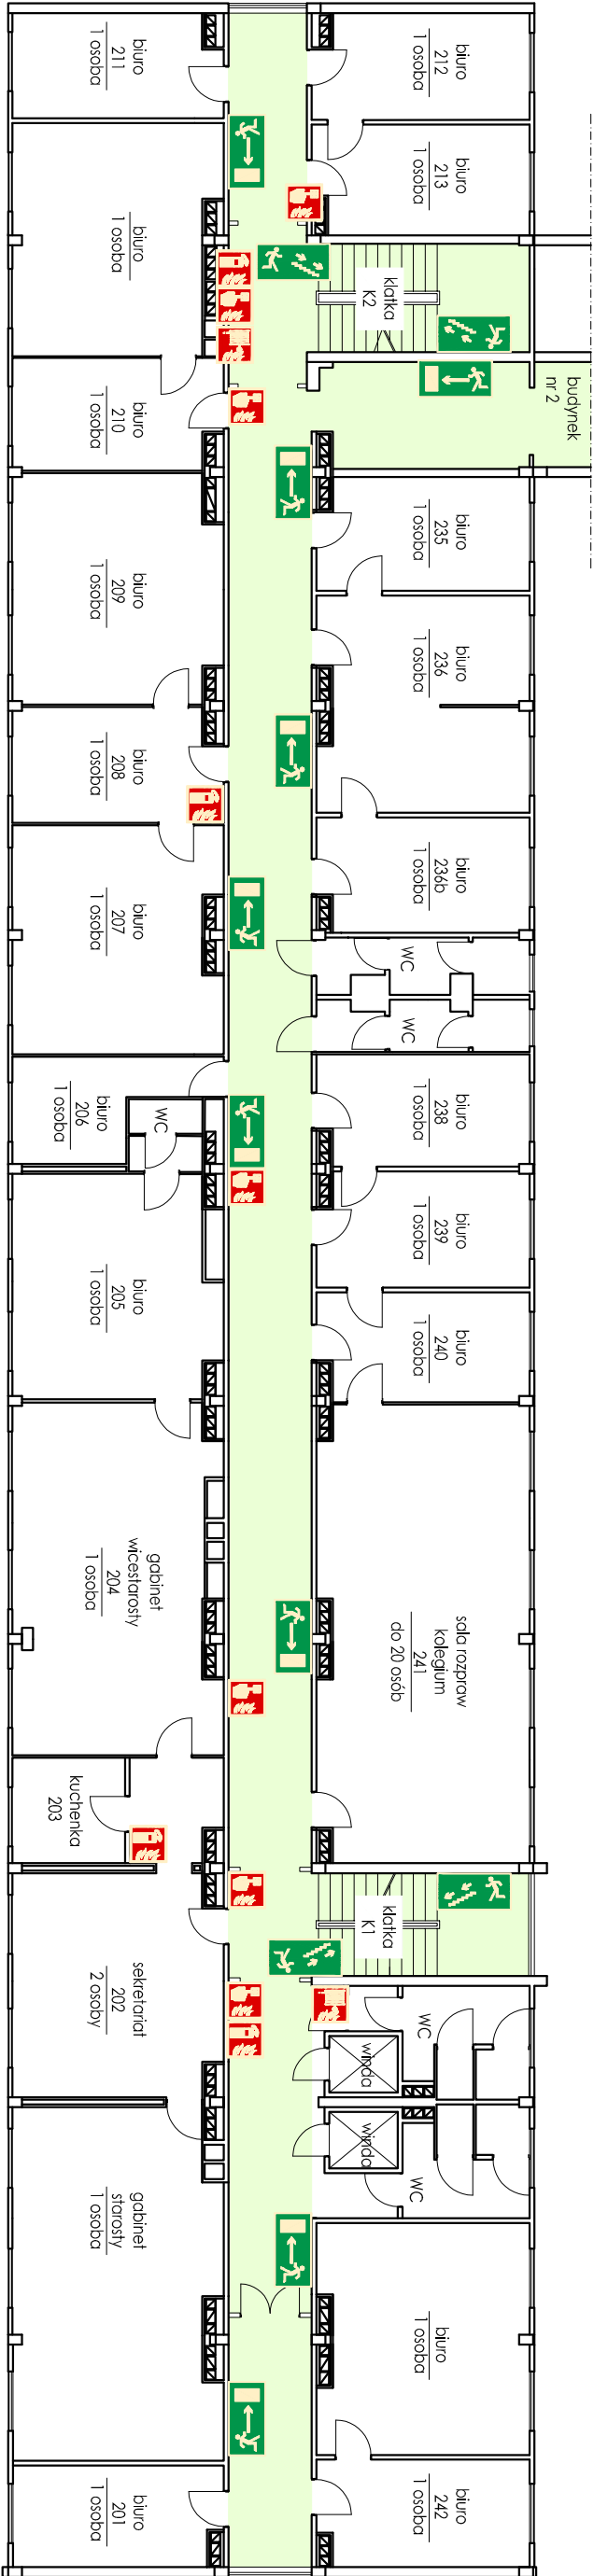 biuro
211
1 osoba
biuro
212
1 osoba
biuro
213
1 osoba
biuro
1 osoba
klatka
K2
budynek
nr 2
biuro
210
1 osoba
biuro
235
1 osoba
biuro
209
1 osoba
biuro
236
1 osoba
biuro
208
1 osoba
biuro
236b
1 osoba
biuro
207
1 osoba
WC
WC
biuro
206
1 osoba
WC
biuro
238
1 osoba
biuro
239
1 osoba
biuro
205
1 osoba
biuro
240
1 osoba
gabinet
wicestarosty
204
1 osoba
sala rozpraw
kolegium
241
do 20 osób
kuchenka
203
klatka
K1
sekretariat
202
2 osoby
WC
winda
winda
WC
gabinet
starosty
1 osoba
biuro
1 osoba
biuro
201
1 osoba
biuro
242
1 osoba